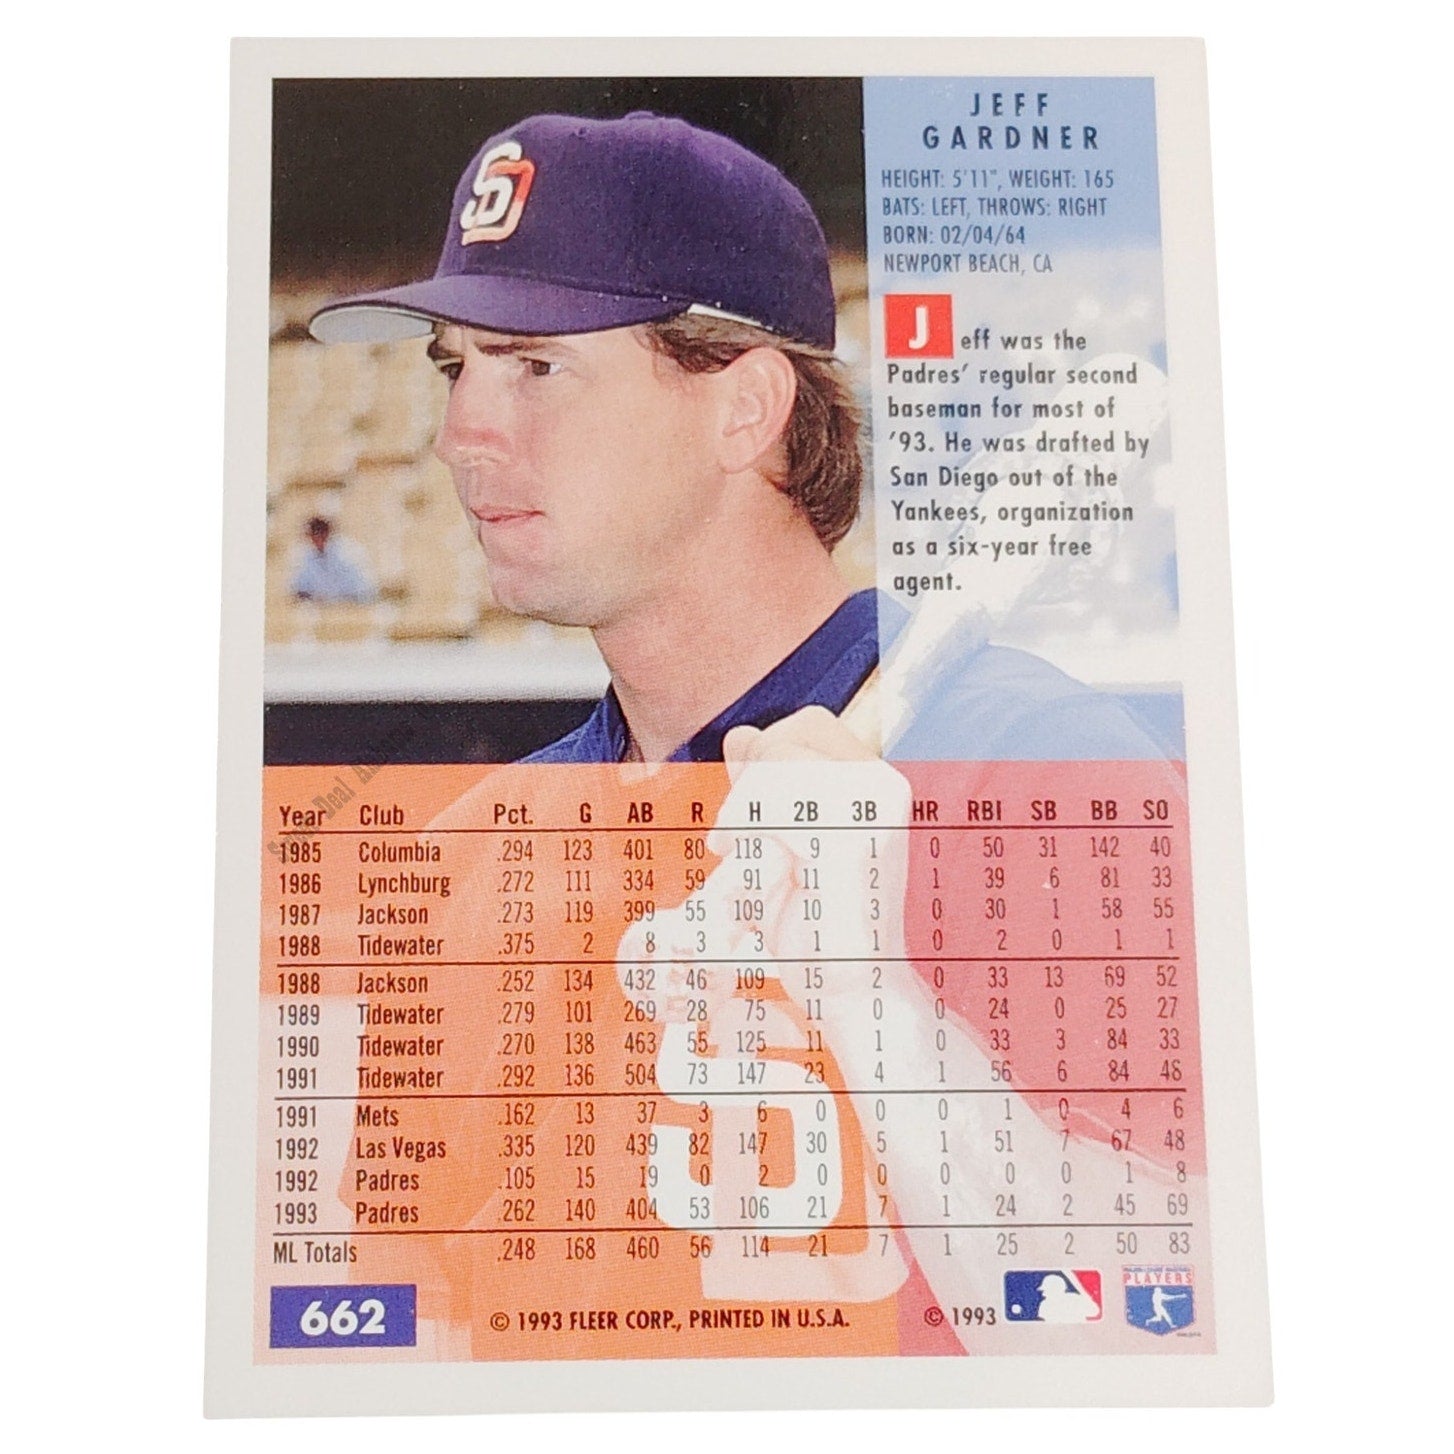 SD
JEFF
GARDNER
HEIGHT: 5'11", WEIGHT: 165
BATS: LEFT, THROWS: RIGHT
BORN: 02/04/64
NEWPORT BEACH, CA
Jeff was the
Padres' regular second
baseman for most of
'93. He was drafted by
San Diego out of the
Yankees, organization
as a six-year free
agent.
Year Club Pct. G AB R H 2B 3B HR RBI SB BB SO
1985 Columbia .294 123 401 80 118 9 1 0 50 31 142 40
1986 Lynchburg .272 111 334 59 91 11 2 1 39 6 81 33
1987 Jackson .273 119 399 55 109 10 3 0 30 1 58 55
1988 Tidewater .375 2 8 3 3 1 1 0 2 0 1 1
1988 Jackson .252 134 432 46 109 15 2 0 33 13 69 52
1989 Tidewater .279 101 269 28 75 11 0 0 24 0 25 27
1990 Tidewater .270 138 463 55 125 11 1 0 33 3 84 33
1991 Tidewater .292 136 504 73 147 23 4 1 56 6 84 48
1991 Mets .162 13 37 3 6 0 0 0 1 0 4 6
1992 Las Vegas .335 120 439 82 147 30 5 1 51 7 67 48
1992 Padres .105 15 19 0 2 0 0 0 0 0 1 8
1993 Padres .262 140 404 53 106 21 7 1 24 2 45 69
ML Totals .248 168 460 56 114 21 7 1 25 2 50 83
662
© 1993 FLEER CORP., PRINTED IN U.S.A.
© 1993
PLAYERS